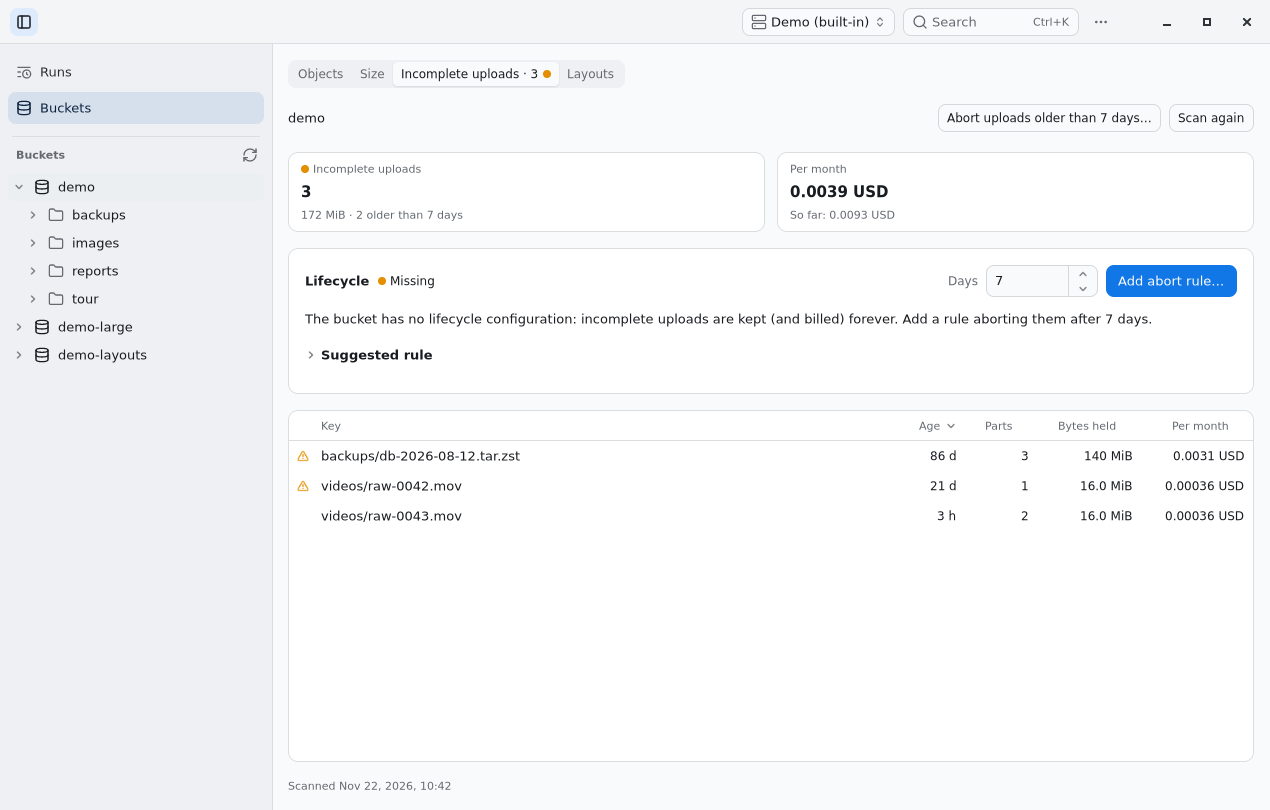 Demo (built-in)
Search Ctrl+K
Runs
Buckets
Buckets
demo
backups
images
reports
tour
demo-large
demo-layouts
Objects Size Incomplete uploads · 3 Layouts
demo
Abort uploads older than 7 days… Scan again
Incomplete uploads
3
172 MiB · 2 older than 7 days
Per month
0.0039 USD
So far: 0.0093 USD
Lifecycle Missing Days 7 Add abort rule…
The bucket has no lifecycle configuration: incomplete uploads are kept (and billed) forever. Add a rule aborting them after 7 days.
Suggested rule
Key Age Parts Bytes held Per month
backups/db-2026-08-12.tar.zst 86 d 3 140 MiB 0.0031 USD
videos/raw-0042.mov 21 d 1 16.0 MiB 0.00036 USD
videos/raw-0043.mov 3 h 2 16.0 MiB 0.00036 USD
Scanned Nov 22, 2026, 10:42